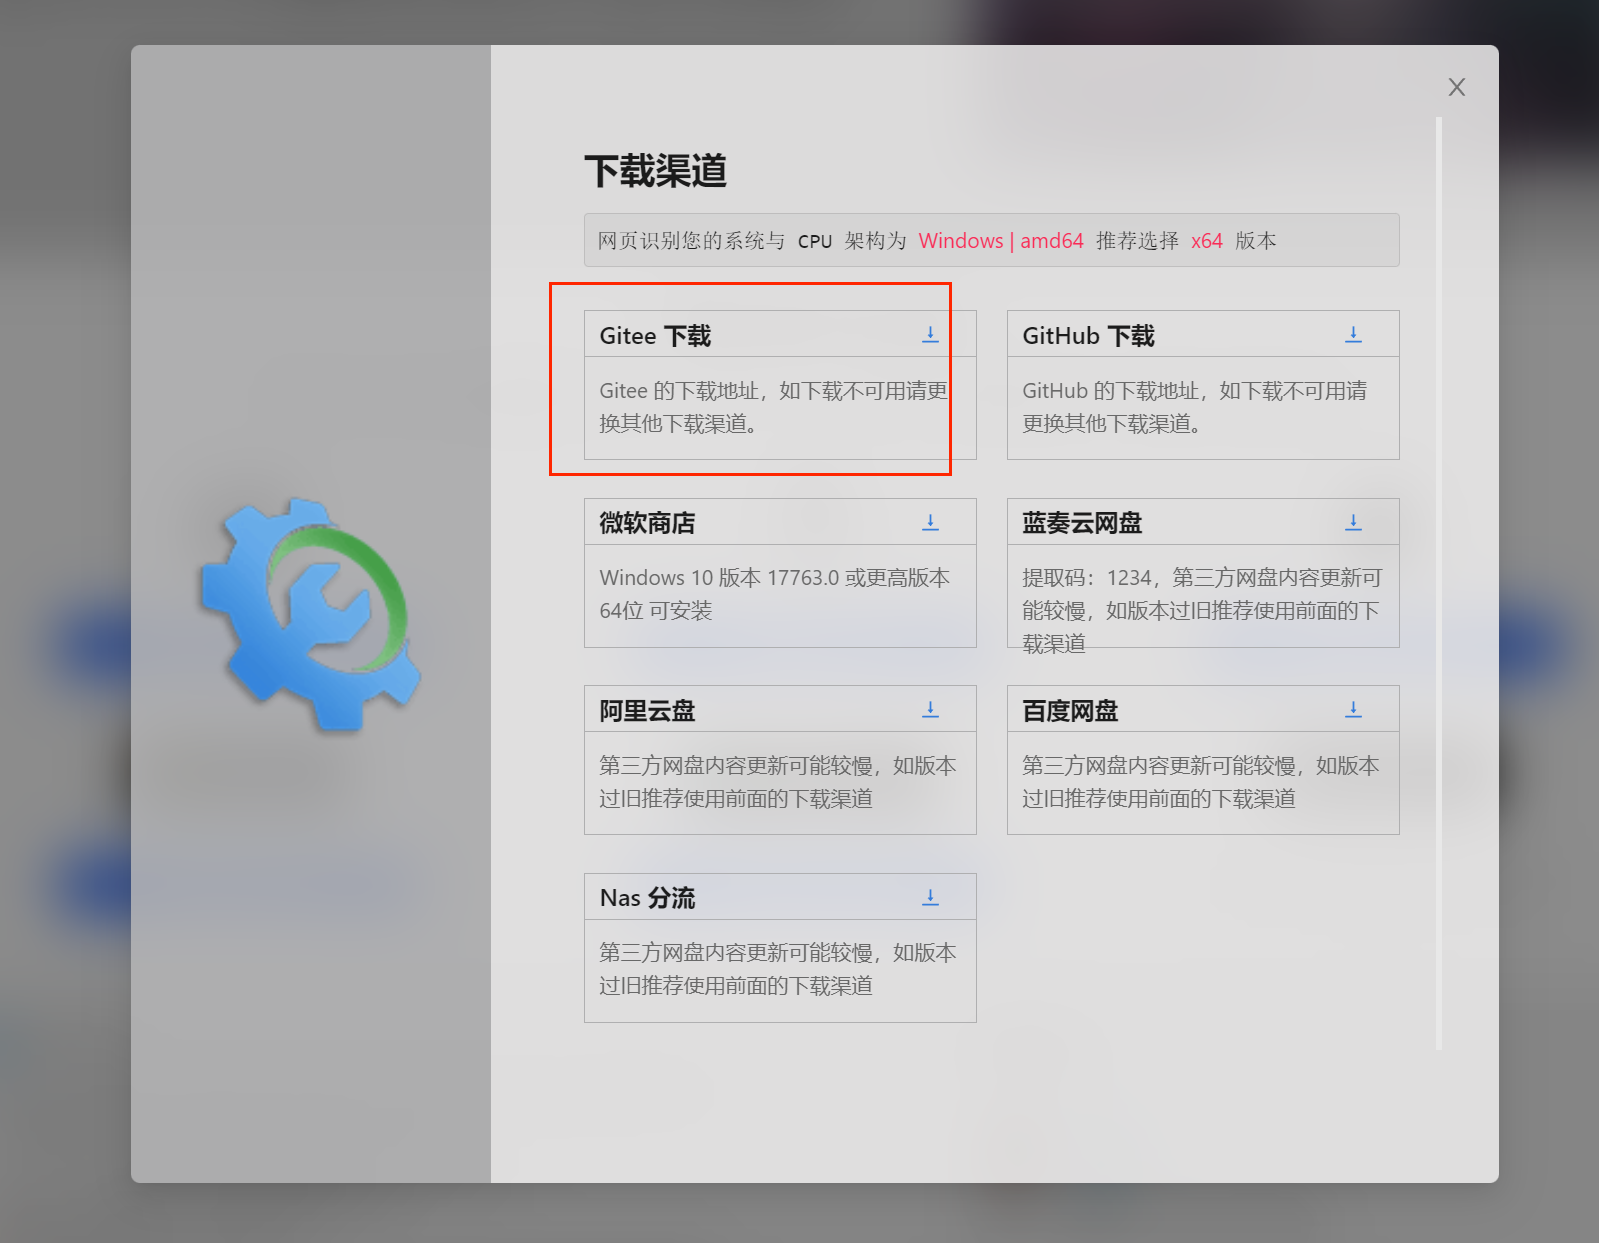 下载渠道
网页识别您的系统与 CPU 架构为 Windows | amd64 推荐选择 x64 版本
Gitee 下载
Gitee 的下载地址，如下载不可用请更
换其他下载渠道。
GitHub 下载
GitHub 的下载地址，如下载不可用请
更换其他下载渠道。
微软商店
Windows 10 版本 17763.0 或更高版本
64位 可安装
蓝奏云网盘
提取码：1234，第三方网盘内容更新可
能较慢，如版本过旧推荐使用前面的下
载渠道
阿里云盘
第三方网盘内容更新可能较慢，如版本
过旧推荐使用前面的下载渠道
百度网盘
第三方网盘内容更新可能较慢，如版本
过旧推荐使用前面的下载渠道
Nas 分流
第三方网盘内容更新可能较慢，如版本
过旧推荐使用前面的下载渠道